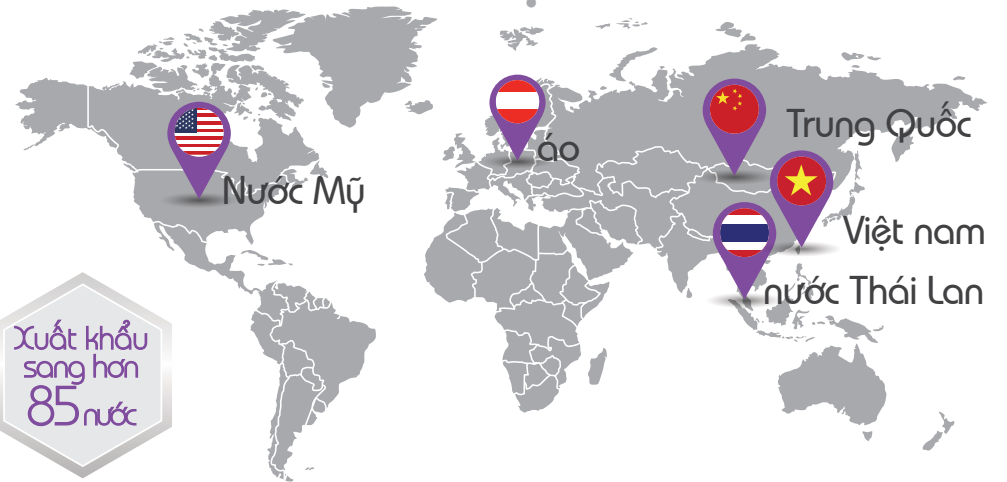 Trung Quốc
áo
Nước Mỹ
Việt nam
nước Thái Lan
Xuất khẩu
sang hơn
85 nước